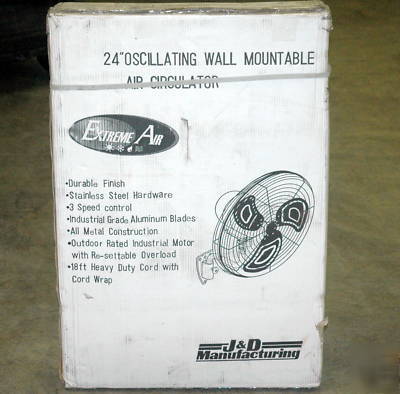 24"OSCILLATING WALL MOUNTABLE
AIR CIRCULATOR
EXTREME AIR
•Durable Finish
•Stainless Steel Hardware
•3 Speed control
•Industrial Grade Aluminum Blades
•All Metal Construction
•Outdoor Rated Industrial Motor
with Re-settable Overload
•18ft Heavy Duty Cord with
Cord Wrap
J&D
Manufacturing